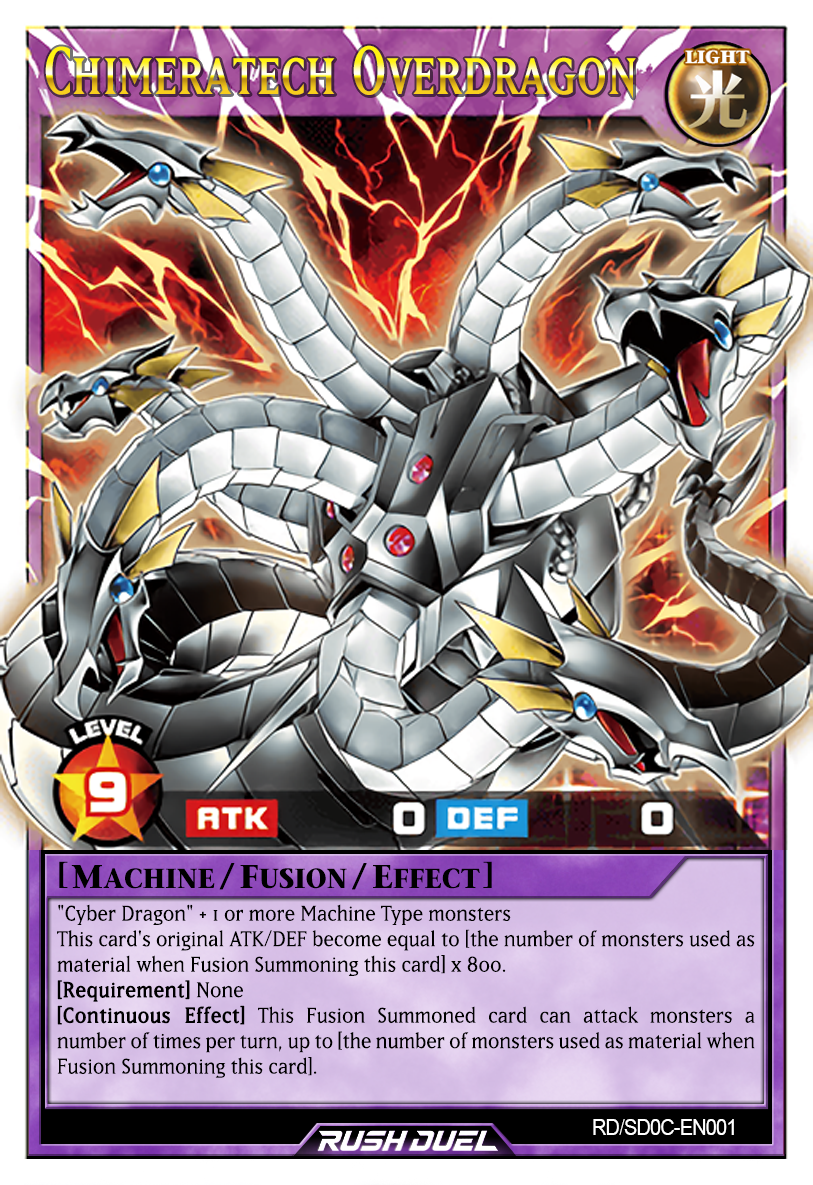 Chimeratech Overdragon
LIGHT
光
LEVEL
9
ATK 0 DEF 0
[Machine/Fusion/Effect]
"Cyber Dragon" + 1 or more Machine Type monsters
This card's original ATK/DEF become equal to [the number of monsters used as
material when Fusion Summoning this card] x 800.
[Requirement] None
[Continuous Effect] This Fusion Summoned card can attack monsters a
number of times per turn, up to [the number of monsters used as material when
Fusion Summoning this card].
RD/SD0C-EN001
RUSH DUEL